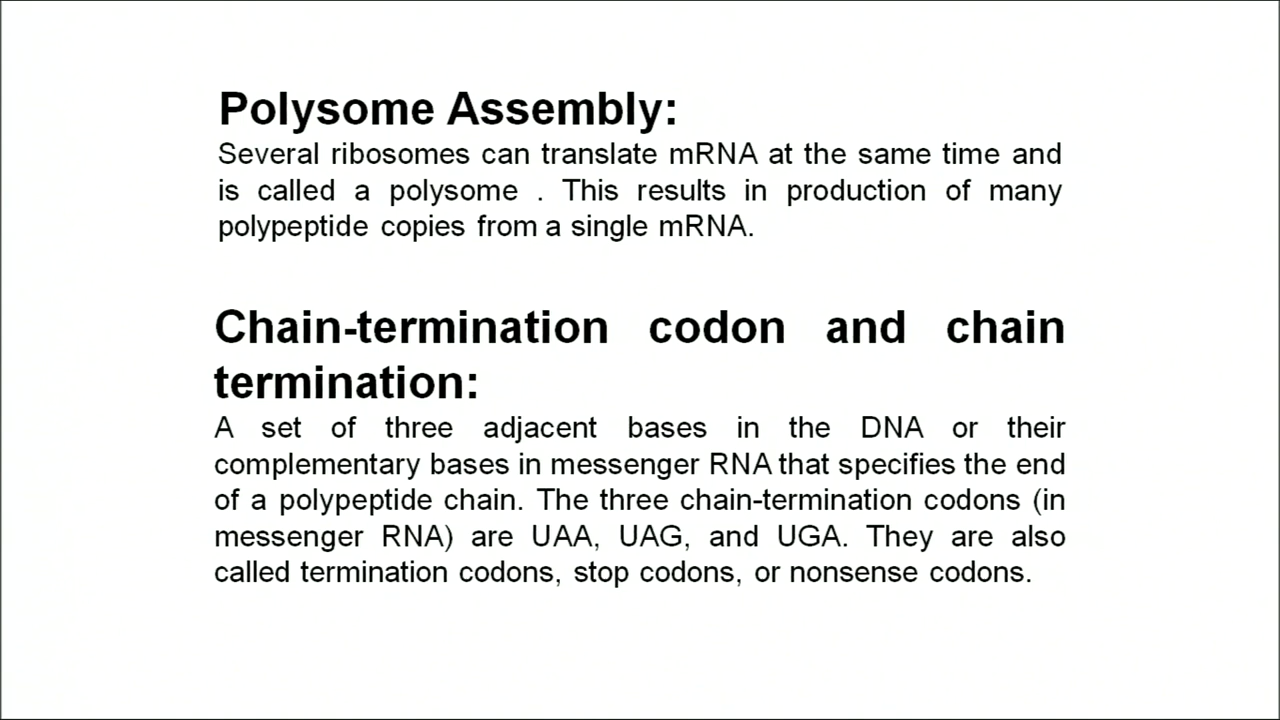 Polysome Assembly:
Several ribosomes can translate mRNA at the same time and
is called a polysome . This results in production of many
polypeptide copies from a single mRNA.
Chain-termination codon and chain
termination:
A set of three adjacent bases in the DNA or their
complementary bases in messenger RNA that specifies the end
of a polypeptide chain. The three chain-termination codons (in
messenger RNA) are UAA, UAG, and UGA. They are also
called termination codons, stop codons, or nonsense codons.